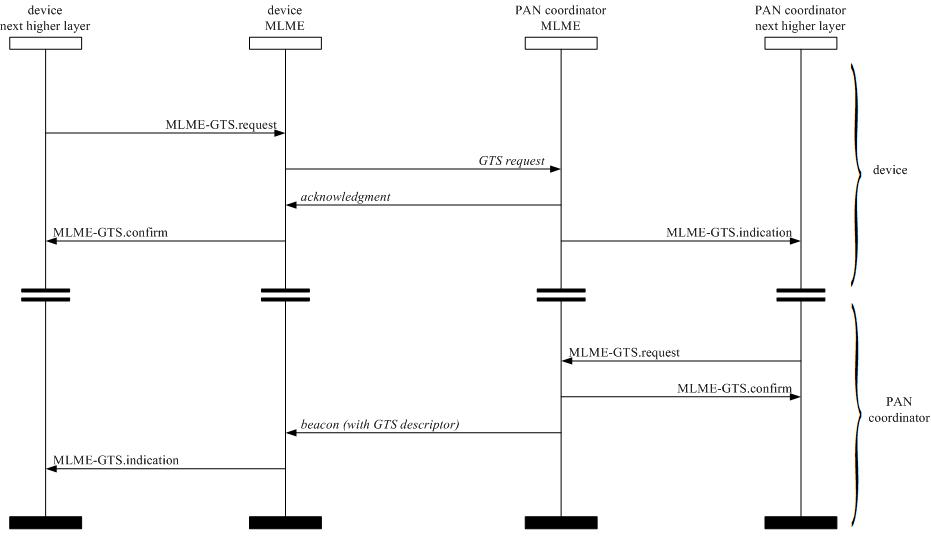 device
next higher layer
device
MLME
PAN coordinator
MLME
PAN coordinator
next higher layer
MLME-GTS.request
GTS request
device
acknowledgment
MLME-GTS.confirm
MLME-GTS.indication
MLME-GTS.request
MLME-GTS.confirm
PAN
coordinator
beacon (with GTS descriptor)
MLME-GTS.indication